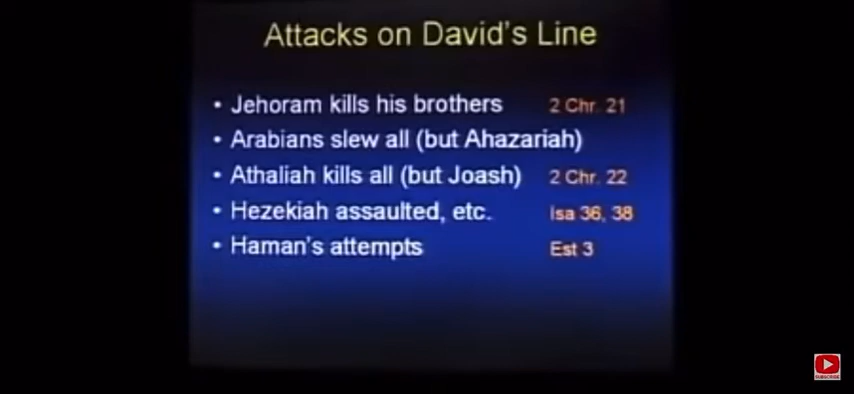 Attacks on David's Line
• Jehoram kills his brothers 2 Chr. 21
• Arabians slew all (but Ahazariah)
• Athaliah kills all (but Joash) 2 Chr. 22
• Hezekiah assaulted, etc. Isa 36, 38
• Haman's attempts Est 3
SUBSCRIBE